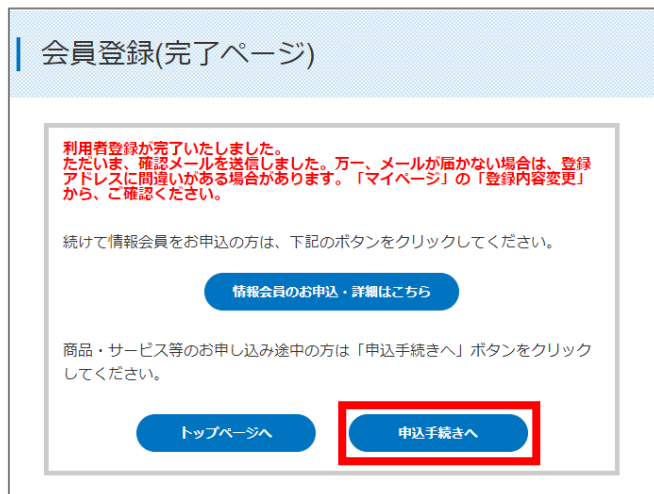 会員登録(完了ページ)
利用者登録が完了いたしました。
ただいま、確認メールを送信しました。万一、メールが届かない場合は、登録
アドレスに間違いがある場合があります。「マイページ」の「登録内容変更」
から、ご確認ください。
続けて情報会員をお申込の方は、下記のボタンをクリックしてください。
情報会員のお申込・詳細はこちら
商品・サービス等のお申し込み途中の方は「申込手続きへ」ボタンをクリック
してください。
トップページへ
申込手続きへ